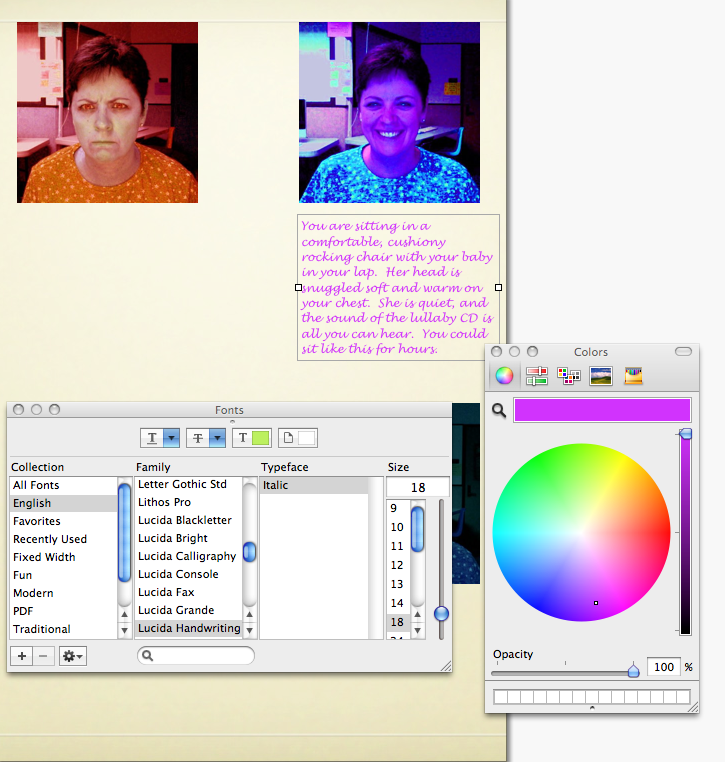 You are sitting in a
comfortable, cushiony
rocking chair with your baby
in your lap.  Her head is
snuggled soft and warm on
your chest.  She is quiet, and
the sound of the lullaby CD is
all you can hear.  You could
sit like this for hours.
Colors
Fonts
T T T
Collection Family Typeface Size
All Fonts
English
Favorites
Recently Used
Fixed Width
Fun
Modern
PDF
Traditional
Letter Gothic Std
Lithos Pro
Lucida Blackletter
Lucida Bright
Lucida Calligraphy
Lucida Console
Lucida Fax
Lucida Grande
Lucida Handwriting
Italic
18
9
10
11
12
13
14
18
Opacity
100 %